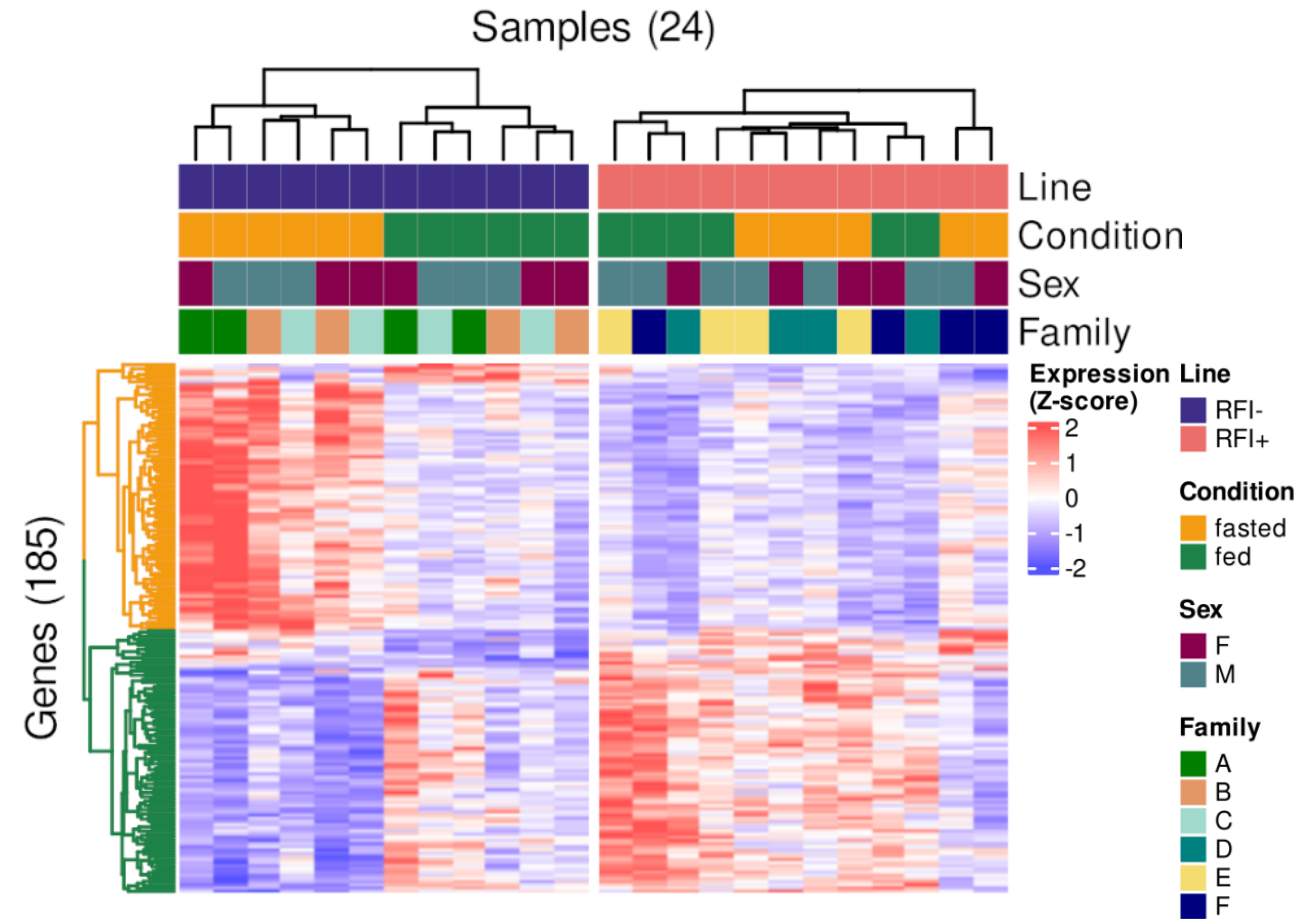 Samples (24)
Line
Condition
Sex
Family
Genes (185)
Expression
(Z-score)
2
1
0
-1
-2
Line
RFI-
RFI+
Condition
fasted
fed
Sex
F
M
Family
A
B
C
D
E
F